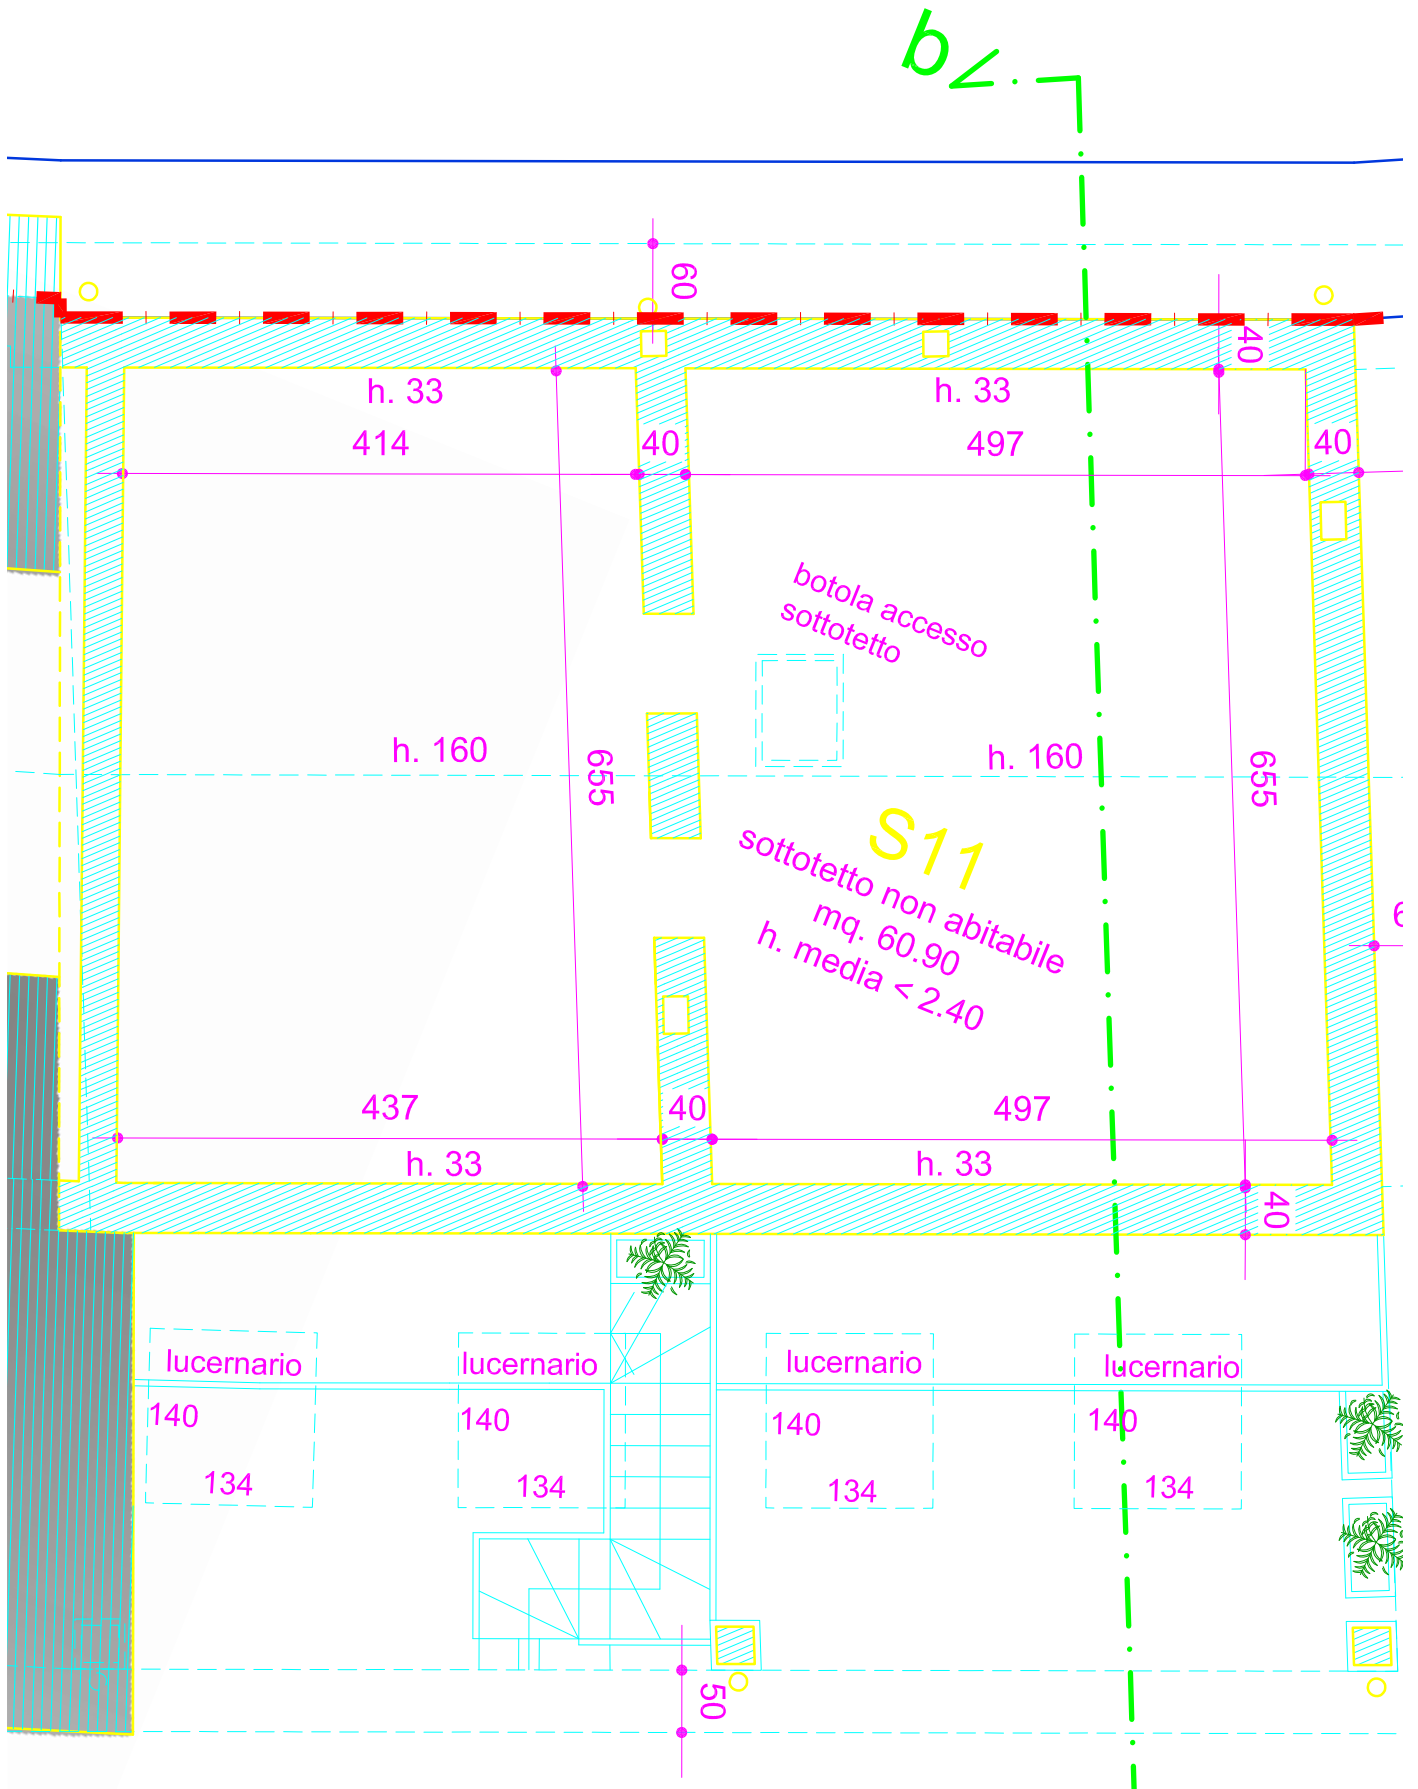 b
60
40
h. 33
h. 33
414
40
497
40
botola accesso
sottotetto
h. 160
655
h. 160
655
S11
sottotetto non abitabile
mq. 60.90
h. media < 2.40
437
40
497
h. 33
h. 33
40
lucernario
lucernario
lucernario
lucernario
140
140
140
140
134
134
134
134
50